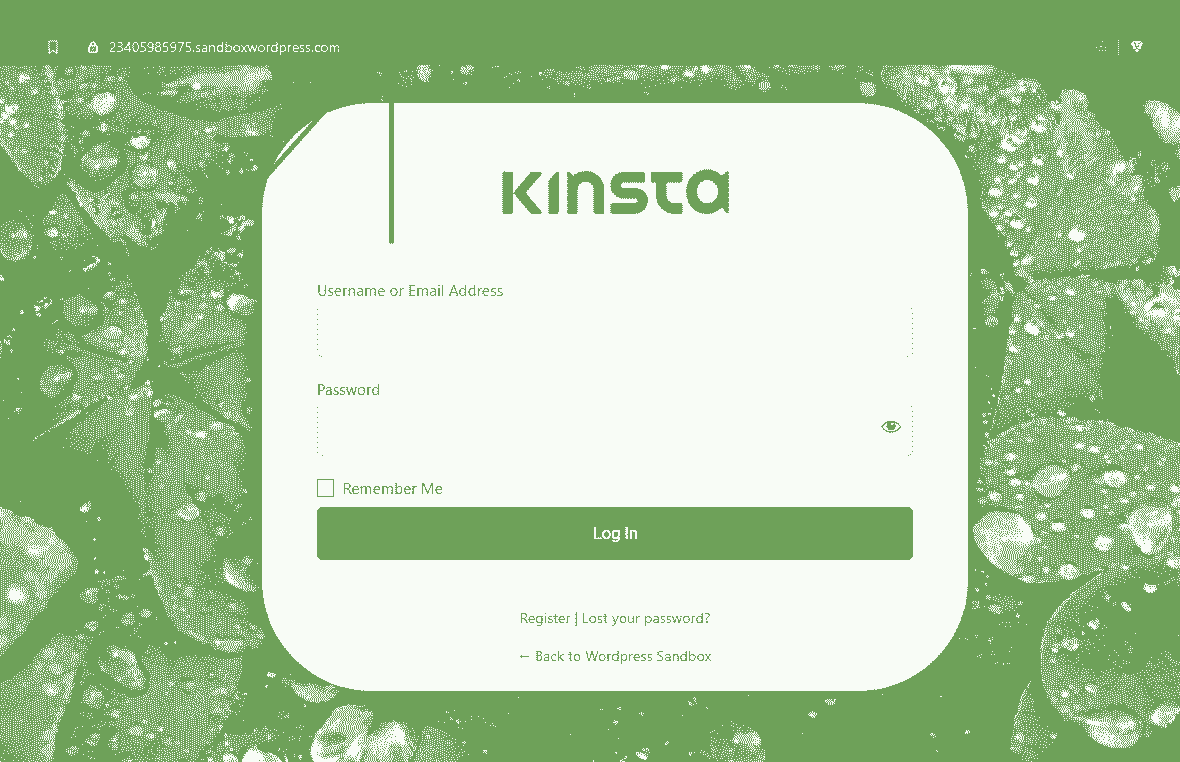 23405985975.sandboxwordpress.com
KINSTA
Username or Email Address
Password
Remember Me
Log In
Register | Lost your password?
← Back to Wordpress Sandbox